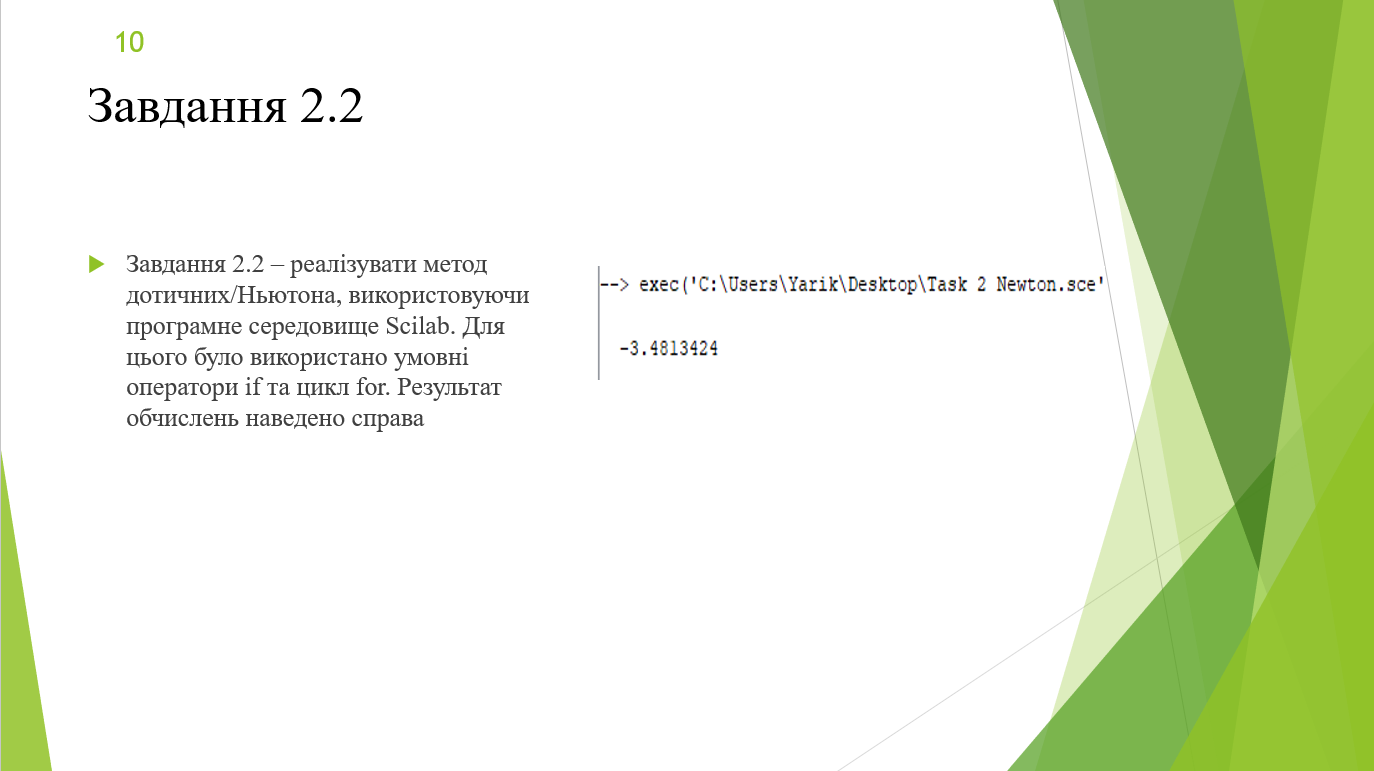 10
Завдання 2.2
Завдання 2.2 – реалізувати метод
дотичних/Ньютона, використовуючи
програмне середовище Scilab. Для
цього було використано умовні
оператори if та цикл for. Результат
обчислень наведено справа
--> exec('C:\Users\Yarik\Desktop\Task 2 Newton.sce'
-3.4813424